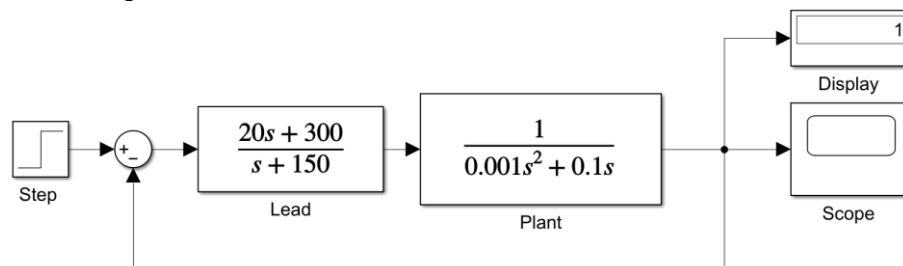 1
Display
+
-
20s + 300
s + 150
1
0.001s² + 0.1s
Step
Lead
Plant
Scope